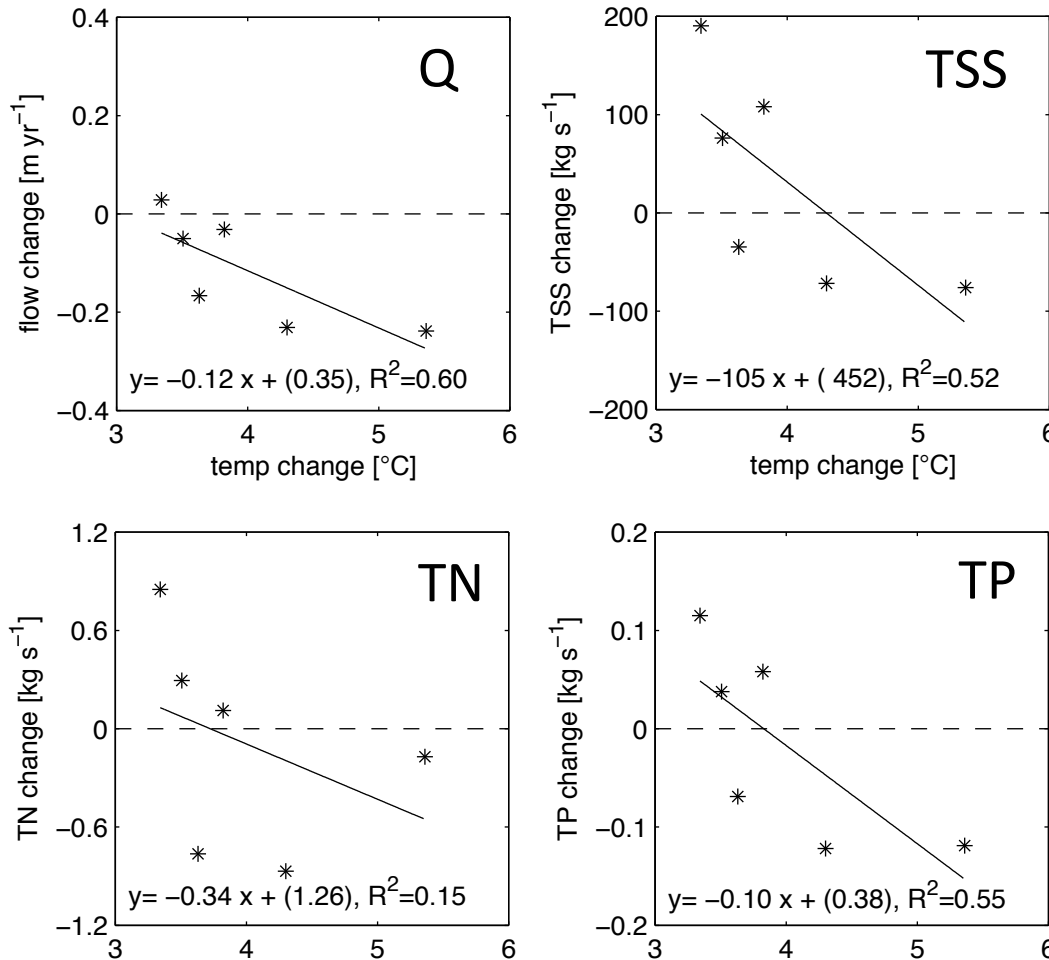 Q
flow change [m yr−1]
0.4
0.2
0
−0.2
−0.4
y= −0.12 x + (0.35), R2=0.60
3 4 5 6
temp change [°C]
TSS
TSS change [kg s−1]
200
100
0
−100
−200
y= −105 x + ( 452), R2=0.52
3 4 5 6
temp change [°C]
TN
TN change [kg s−1]
1.2
0.6
0
−0.6
−1.2
y= −0.34 x + (1.26), R2=0.15
3 4 5 6
TP
TP change [kg s−1]
0.2
0.1
0
−0.1
−0.2
y= −0.10 x + (0.38), R2=0.55
3 4 5 6